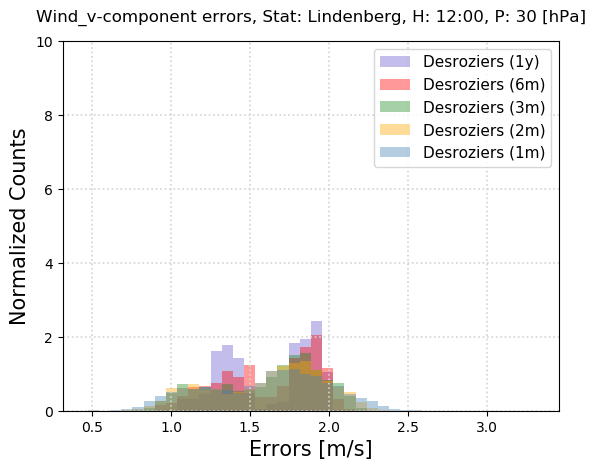 Wind_v-component errors, Stat: Lindenberg, H: 12:00, P: 30 [hPa]
10
8
6
4
2
0
Normalized Counts
Desroziers (1y)
Desroziers (6m)
Desroziers (3m)
Desroziers (2m)
Desroziers (1m)
0.5 1.0 1.5 2.0 2.5 3.0
Errors [m/s]